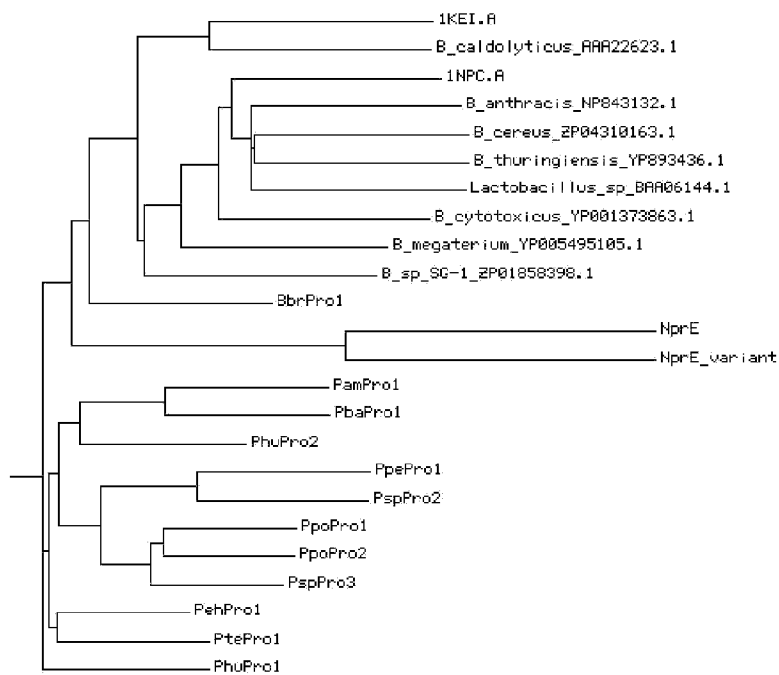 1KEI.A
B_caldolyticus_AAA22623.1
1NPC.A
B_anthracis_NP843132.1
B_cereus_ZP04310163.1
B_thuringiensis_YP893436.1
Lactobacillus_sp_BAA06144.1
B_cytotoxicus_YP001373863.1
B_megaterium_YP005495105.1
B_sp_SG-1_ZP01858398.1
BbrPro1
NprE
NprE_variant
PamPro1
PbaPro1
PhuPro2
PpePro1
PspPro2
PpoPro1
PpoPro2
PspPro3
PehPro1
PtePro1
PhuPro1